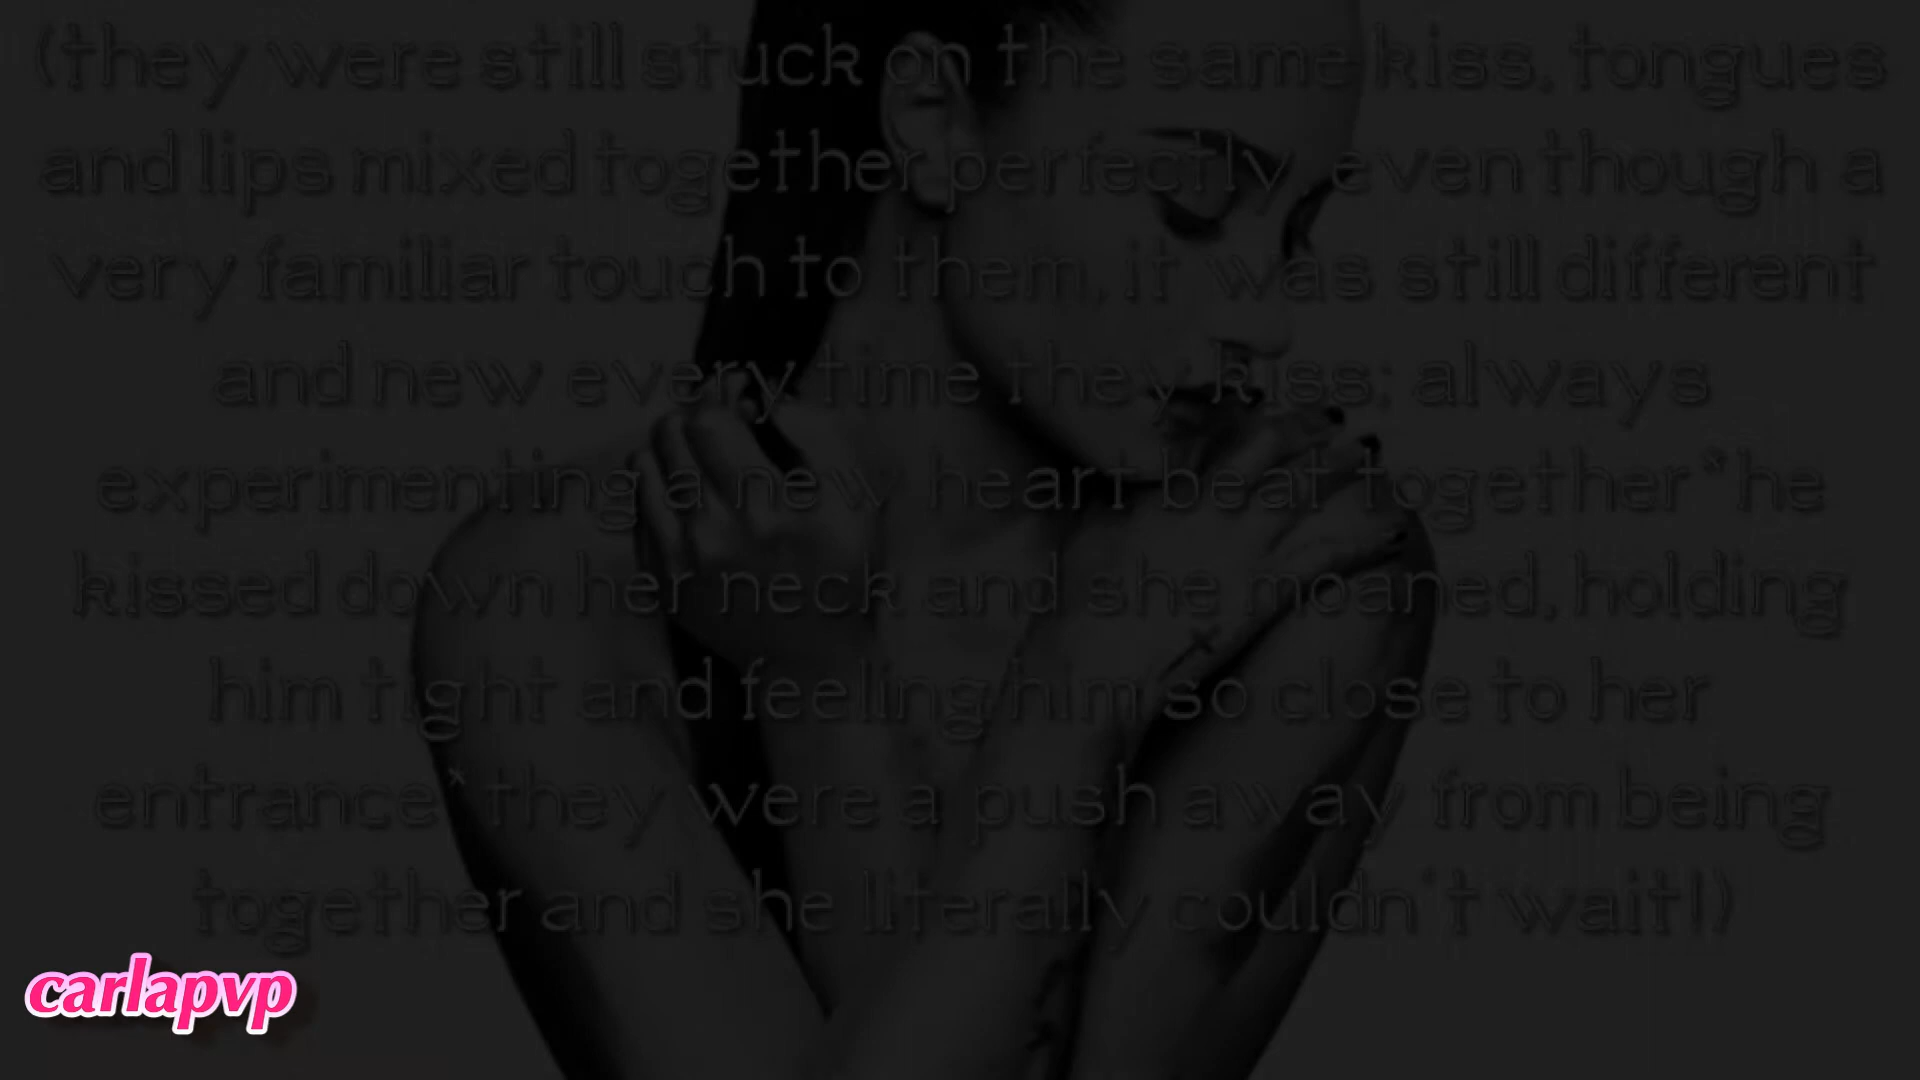 (they were still stuck on the same kiss, tongues
and lips mixed together perfectly, even though a
very familiar touch to them, it was still different
and new every time they kiss; always
experimenting a new heart beat together*he
kissed down her neck and she moaned, holding
him tight and feeling him so close to her
entrance*they were a push away from being
together and she literally couldn't wait!)
carlapvp